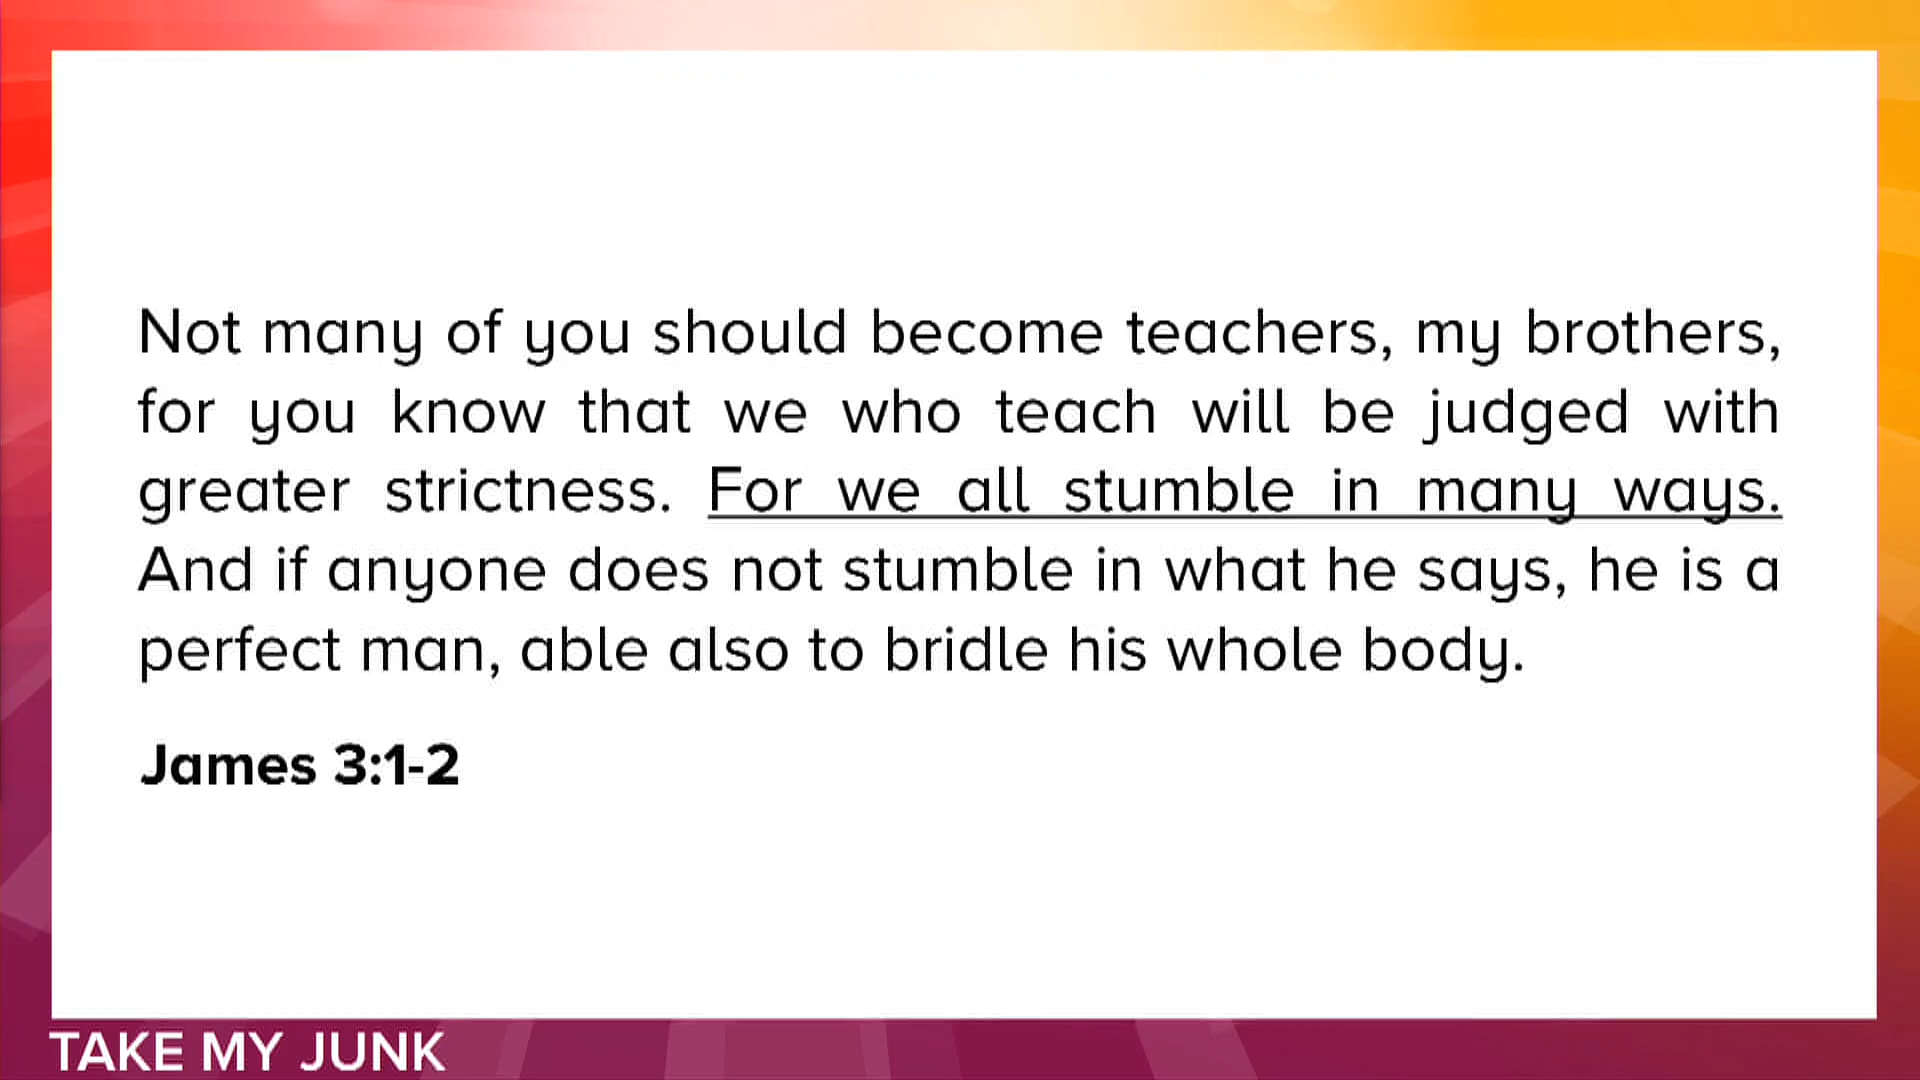 Not many of you should become teachers, my brothers,
for you know that we who teach will be judged with
greater strictness. For we all stumble in many ways.
And if anyone does not stumble in what he says, he is a
perfect man, able also to bridle his whole body.
James 3:1-2
TAKE MY JUNK